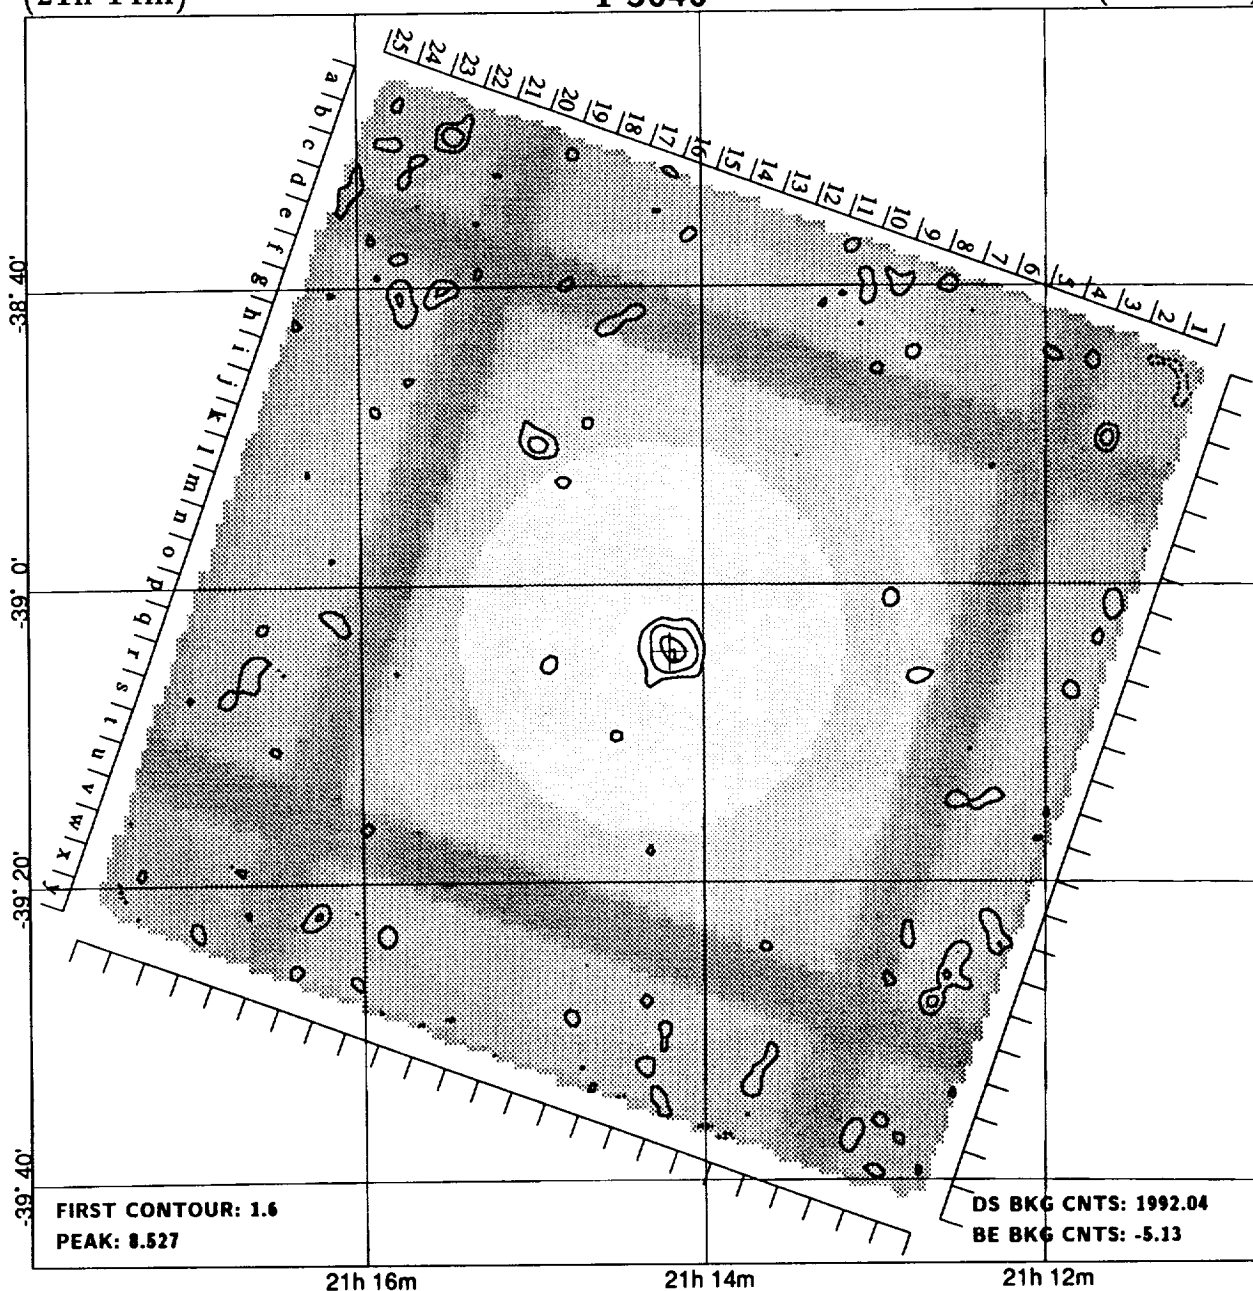 25 24 23 22 21 20 19 18 17 16 15 14 13 12 11 10 9 8 7 6 5 4 3 2 1
a b c d e f g h i j k l m n o p q r s t u v w x y
-38° 40'
-39° 0'
-39° 20'
-39° 40'
FIRST CONTOUR: 1.6
PEAK: 8.527
DS BKG CNTS: 1992.04
BE BKG CNTS: -5.13
21h 16m
21h 14m
21h 12m